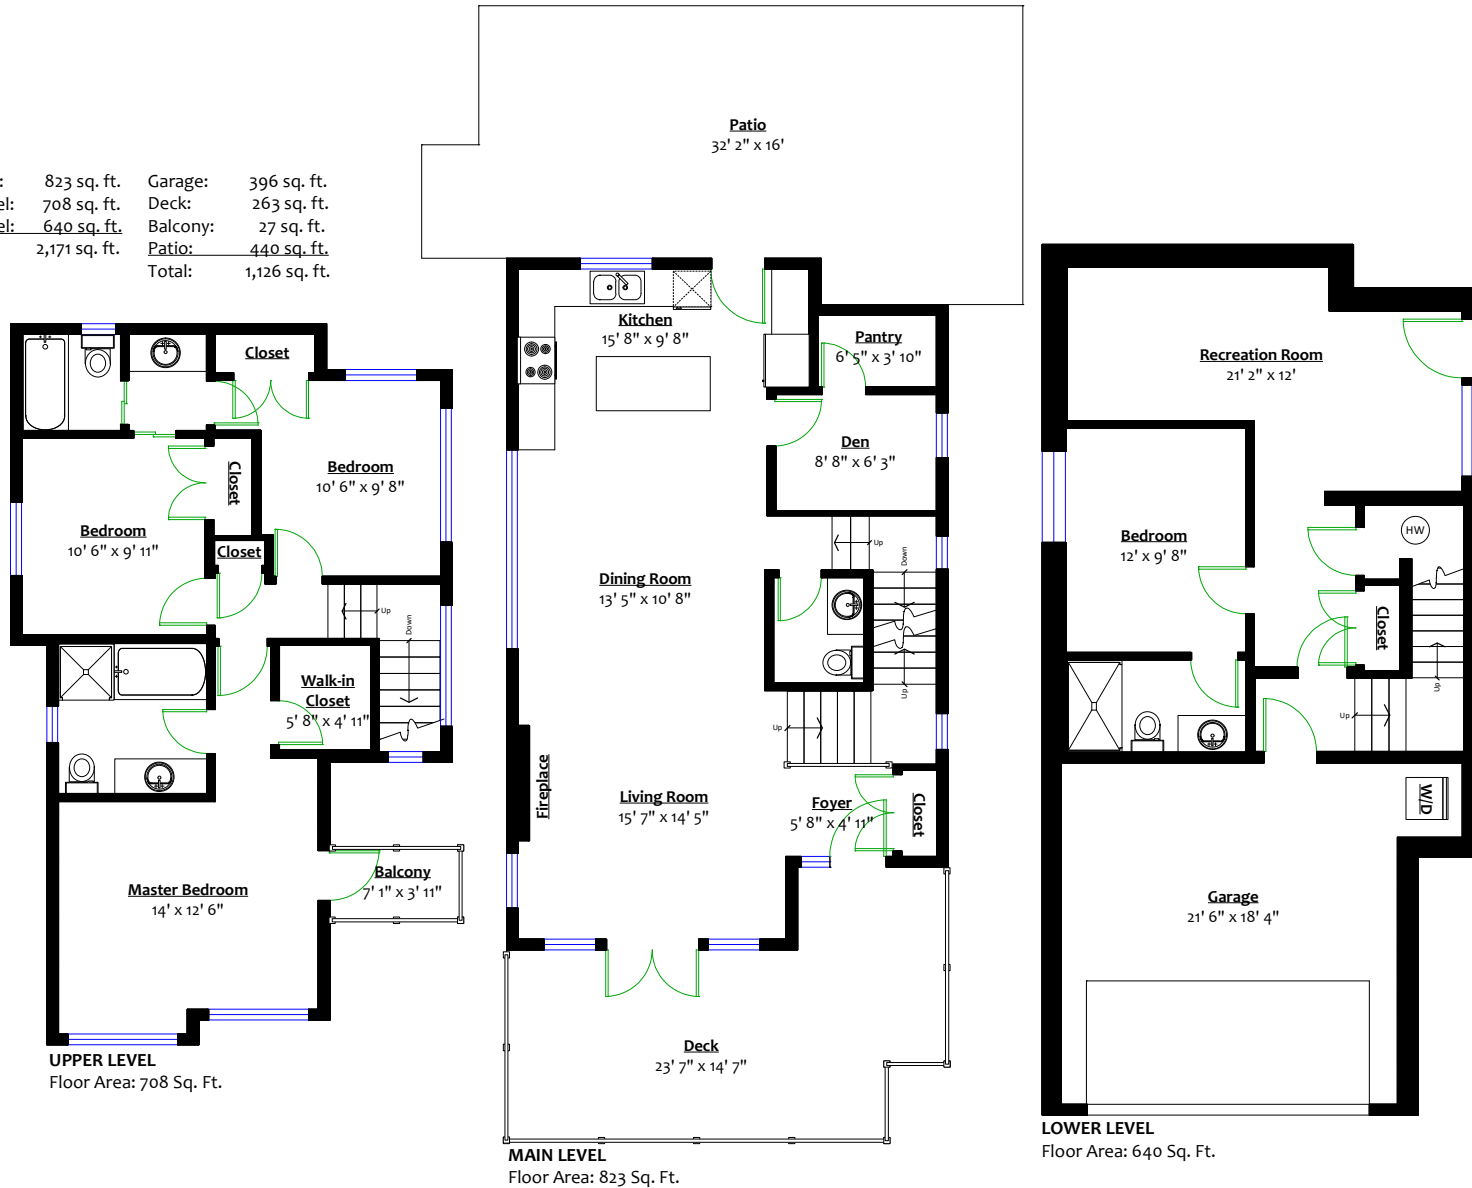 : 823 sq. ft. Garage: 396 sq. ft.
el: 708 sq. ft. Deck: 263 sq. ft.
el: 640 sq. ft. Balcony: 27 sq. ft.
2,171 sq. ft. Patio: 440 sq. ft.
Total: 1,126 sq. ft.
Closet
Closet
Bedroom
10' 6" x 9' 8"
Bedroom
10' 6" x 9' 11"
Closet
Up
Down
Walk-in
Closet
5' 8" x 4' 11"
Balcony
7' 1" x 3' 11"
Master Bedroom
14' x 12' 6"
UPPER LEVEL
Floor Area: 708 Sq. Ft.
Patio
32' 2" x 16'
Kitchen
15' 8" x 9' 8"
Pantry
6' 5" x 3' 10"
Den
8' 8" x 6' 3"
Up
Down
Dining Room
13' 5" x 10' 8"
Up
Up
Fireplace
Living Room
15' 7" x 14' 5"
Foyer
5' 8" x 4' 11"
Closet
Deck
23' 7" x 14' 7"
MAIN LEVEL
Floor Area: 823 Sq. Ft.
Recreation Room
21' 2" x 12'
HW
Bedroom
12' x 9' 8"
Closet
Up
Up
W/D
Garage
21' 6" x 18' 4"
LOWER LEVEL
Floor Area: 640 Sq. Ft.